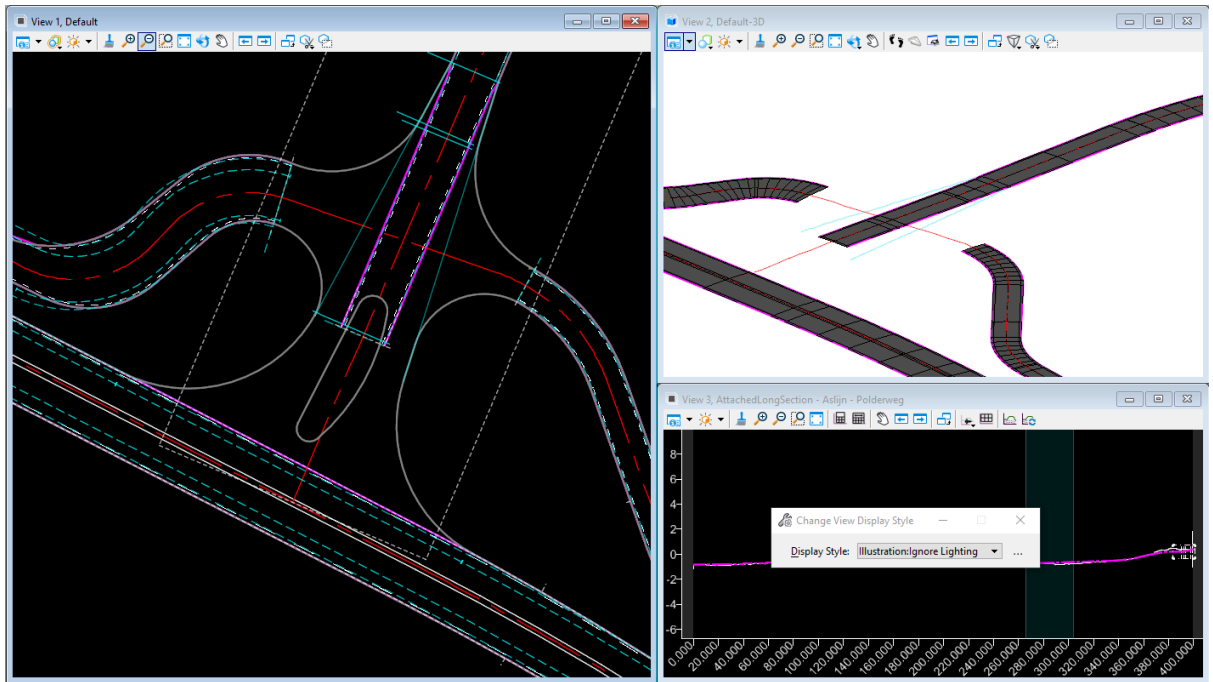 View 1, Default
View 2, Default-3D
View 3, AttachedLongSection - Aslijn - Polderweg
8
6
4
2
0
-2
-4
-6
Change View Display Style
Display Style: Illustration:Ignore Lighting ...
0.000 20.000 40.000 60.000 80.000 100.000 120.000 140.000 160.000 180.000 200.000 220.000 240.000 260.000 280.000 300.000 320.000 340.000 360.000 380.000 400.000